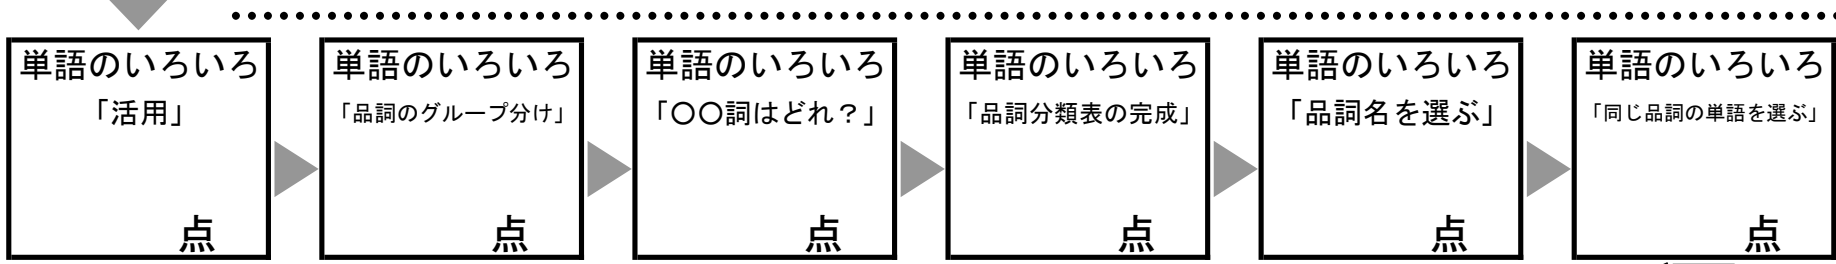 単語のいろいろ
「活用」
点
単語のいろいろ
「品詞のグループ分け」
点
単語のいろいろ
「〇〇詞はどれ？」
点
単語のいろいろ
「品詞分類表の完成」
点
単語のいろいろ
「品詞名を選ぶ」
点
単語のいろいろ
「同じ品詞の単語を選ぶ」
点